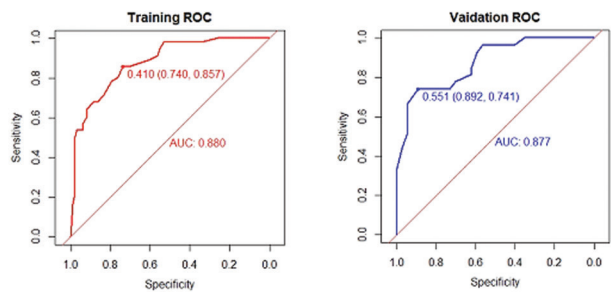 Training ROC
1.0
0.8
0.6
0.4
0.2
0.0
Sensitivity
0.410 (0.740, 0.857)
AUC: 0.880
1.0 0.8 0.6 0.4 0.2 0.0
Specificity
Vaidation ROC
1.0
0.8
0.6
0.4
0.2
0.0
Sensitivity
0.551 (0.892, 0.741)
AUC: 0.877
1.0 0.8 0.6 0.4 0.2 0.0
Specificity